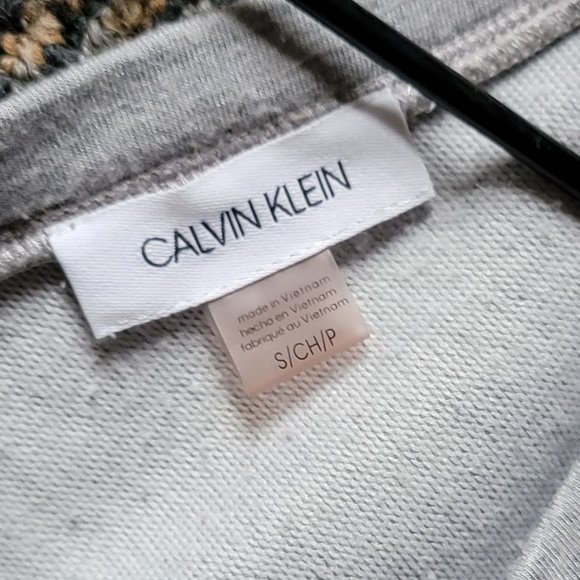 CALVIN KLEIN
made in Vietnam
hecho en Vietnam
fabriqué au Vietnam
S/CH/P